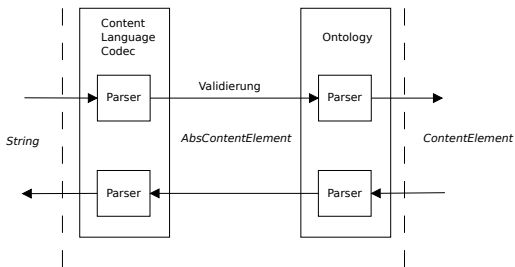 Content
Language
Codec
Ontology
Parser
Validierung
Parser
String
AbsContentElement
ContentElement
Parser
Parser